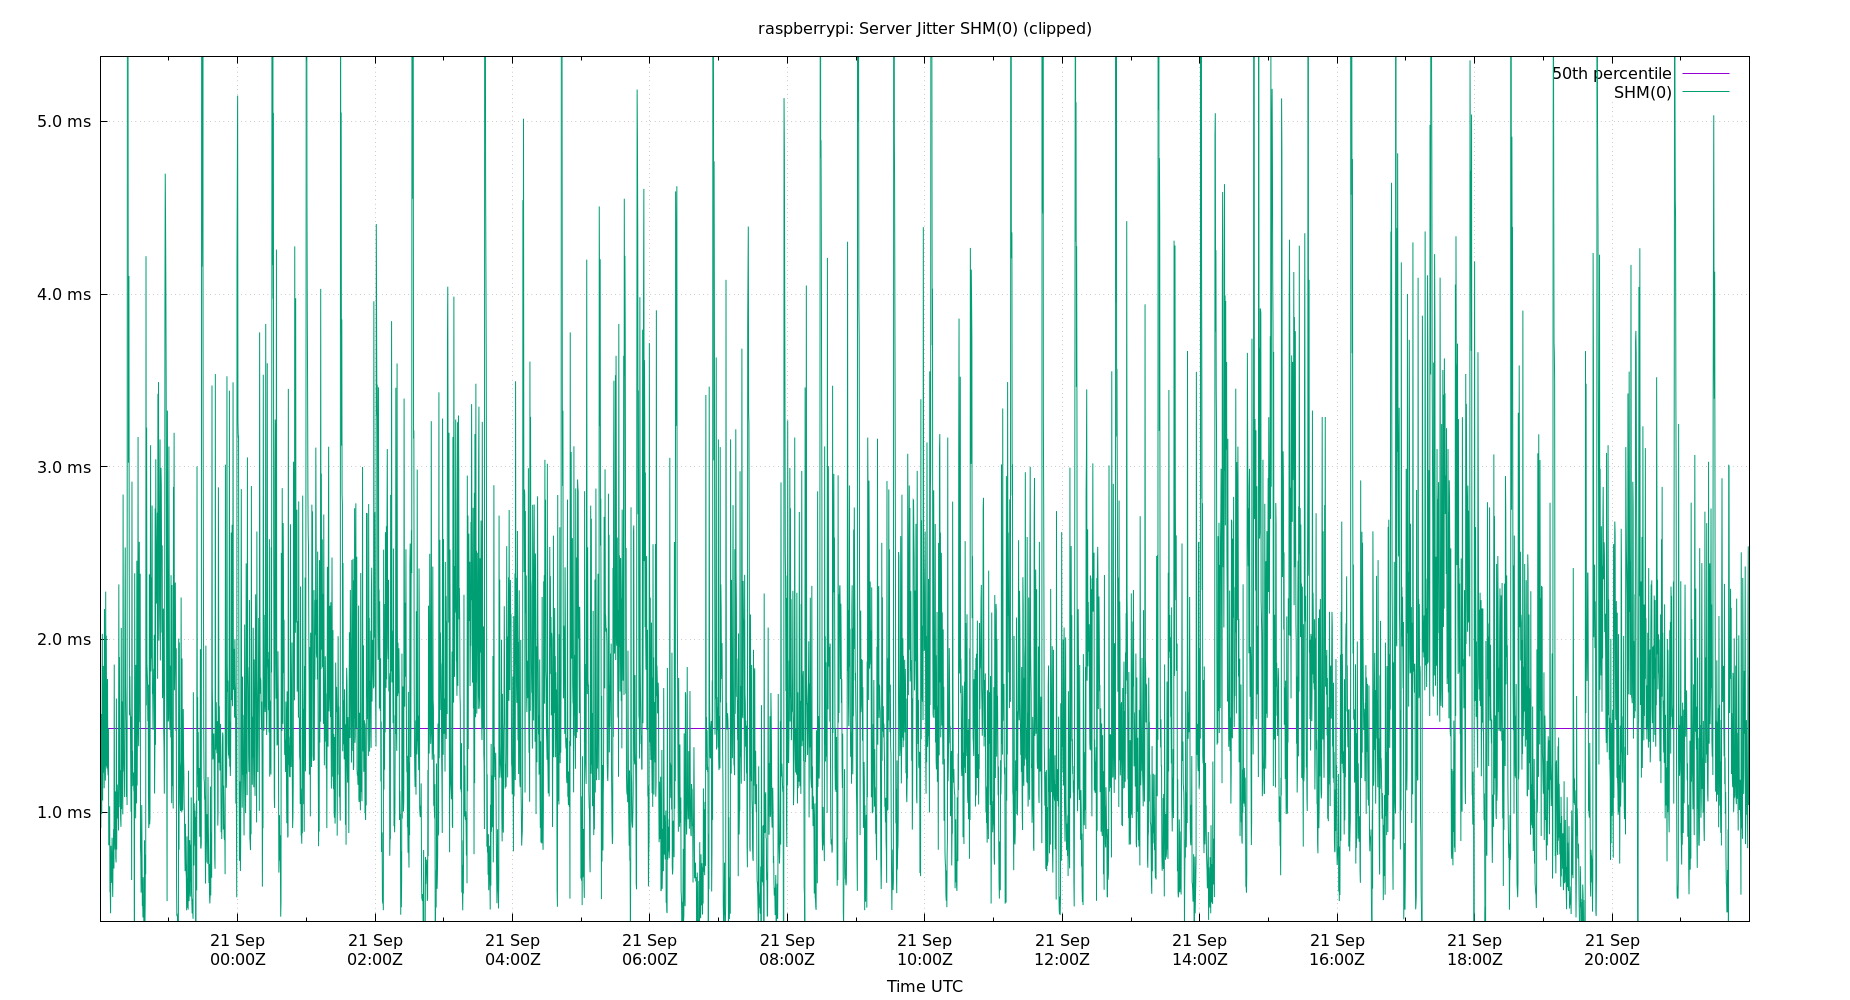 raspberrypi: Server Jitter SHM(0) (clipped)
50th percentile
SHM(0)
5.0 ms
4.0 ms
3.0 ms
2.0 ms
1.0 ms
21 Sep 21 Sep 21 Sep 21 Sep 21 Sep 21 Sep 21 Sep 21 Sep 21 Sep 21 Sep 21 Sep
00:00Z 02:00Z 04:00Z 06:00Z 08:00Z 10:00Z 12:00Z 14:00Z 16:00Z 18:00Z 20:00Z
Time UTC